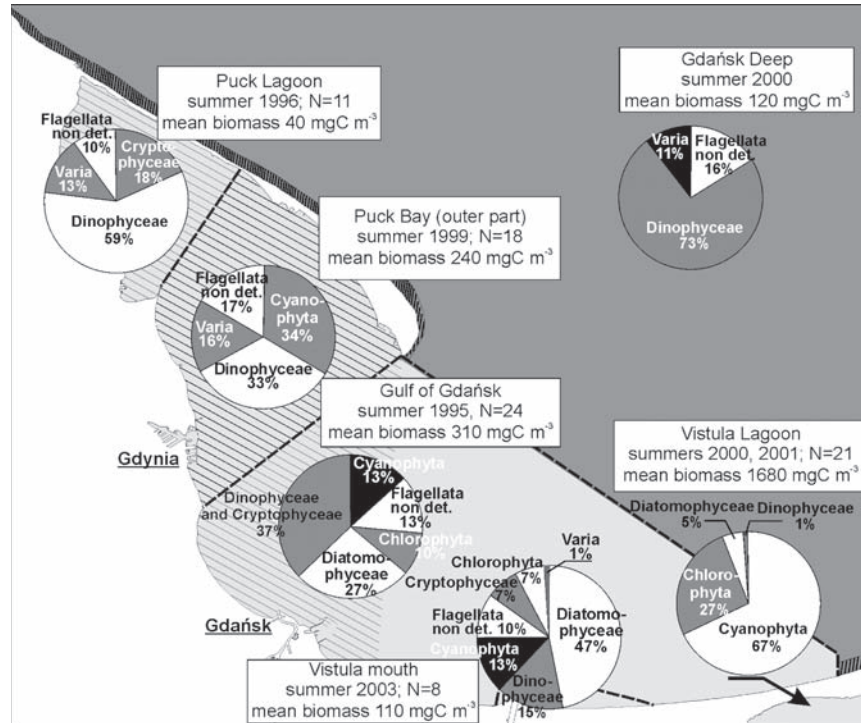 Puck Lagoon
summer 1996; N=11
mean biomass 40 mgC m⁻³
Flagellata
non det.
10%
Crypto-
phyceae
18%
Varia
13%
Dinophyceae
59%
Gdańsk Deep
summer 2000
mean biomass 120 mgC m⁻³
Varia
11%
Flagellata
non det.
16%
Dinophyceae
73%
Puck Bay (outer part)
summer 1999; N=18
mean biomass 240 mgC m⁻³
Flagellata
non det.
17%
Cyano-
phyta
34%
Varia
16%
Dinophyceae
33%
Gulf of Gdańsk
summer 1995, N=24
mean biomass 310 mgC m⁻³
Gdynia
Cyanophyta
13%
Dinophyceae
and Cryptophyceae
37%
Flagellata
non det.
13%
Chlorophyta
10%
Diatomo-
phyceae
27%
Vistula Lagoon
summers 2000, 2001; N=21
mean biomass 1680 mgC m⁻³
Diatomophyceae
5%
Dinophyceae
1%
Chloro-
phyta
27%
Cyanophyta
67%
Gdańsk
Varia
1%
Chlorophyta
7%
Cryptophyceae
7%
Diatomo-
phyceae
47%
Flagellata
non det. 10%
Cyanophyta
13%
Dino-
phyceae
15%
Vistula mouth
summer 2003; N=8
mean biomass 110 mgC m⁻³